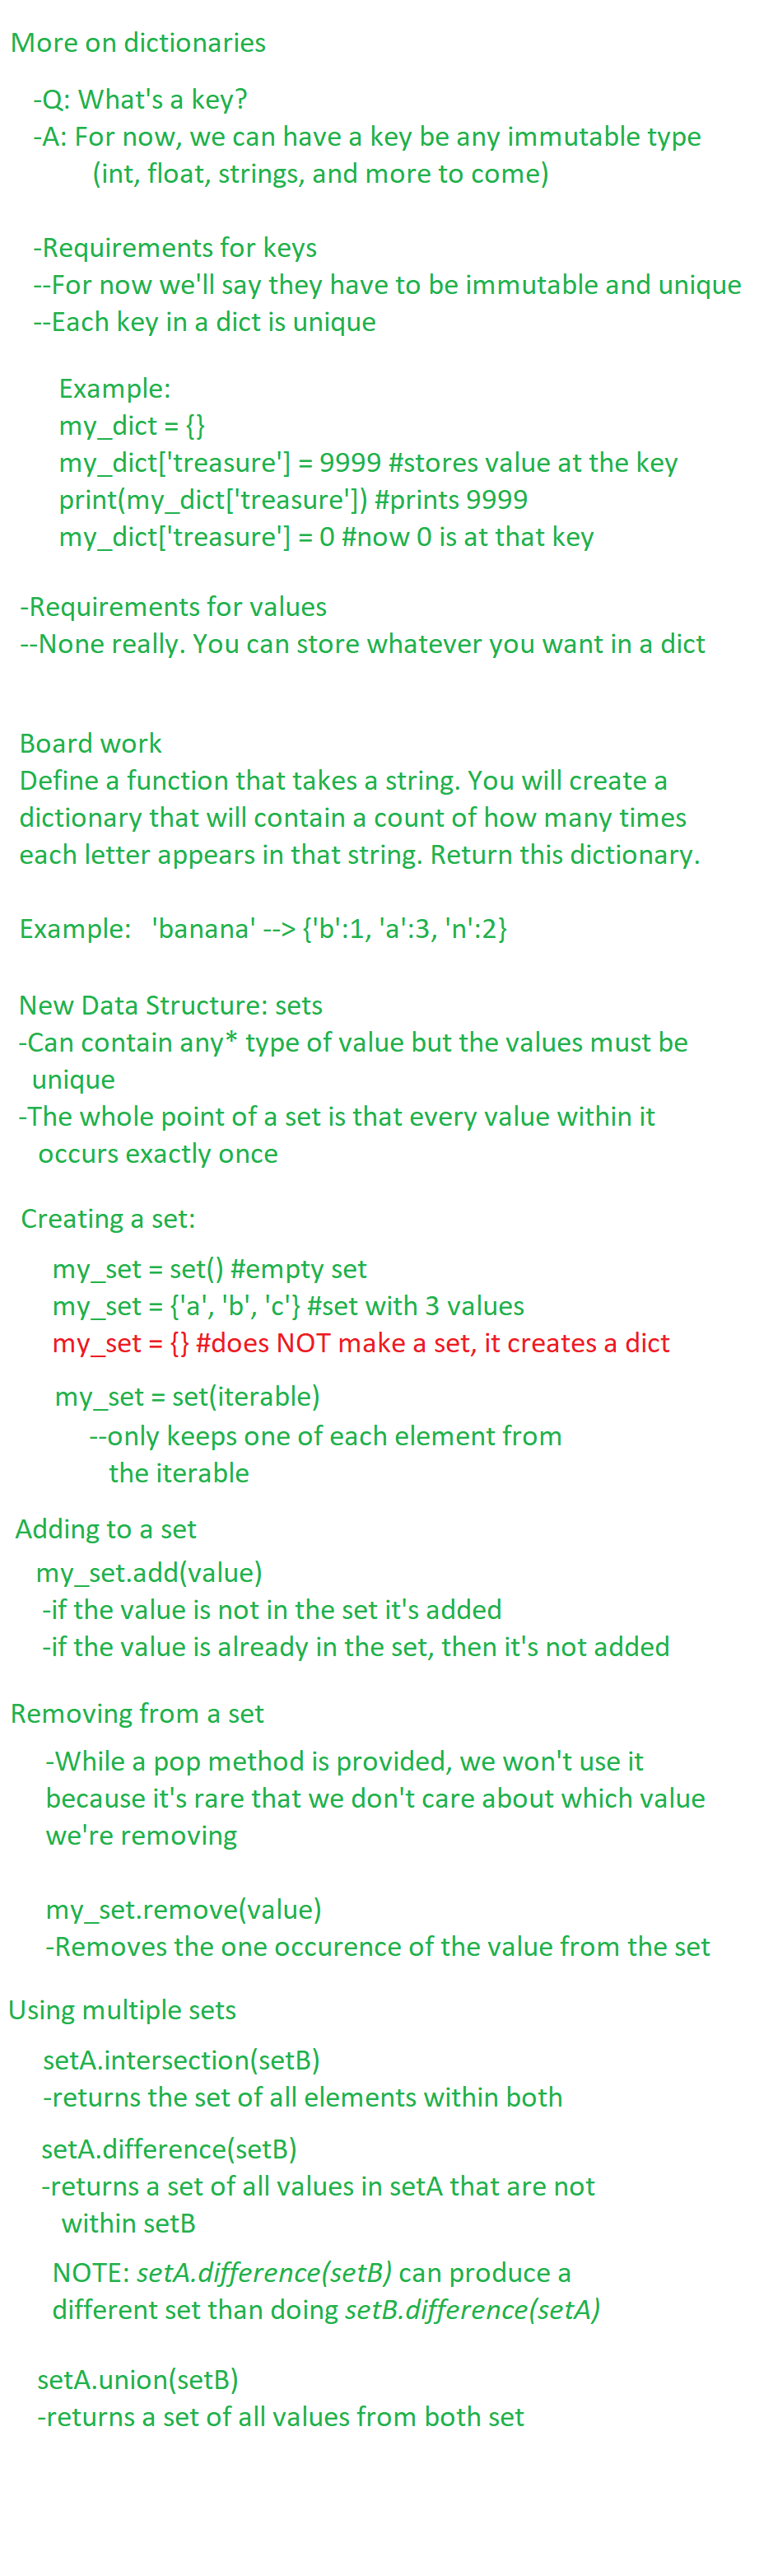 More on dictionaries
-Q: What's a key?
-A: For now, we can have a key be any immutable type
(int, float, strings, and more to come)
-Requirements for keys
--For now we'll say they have to be immutable and unique
--Each key in a dict is unique
Example:
my_dict = {}
my_dict['treasure'] = 9999 #stores value at the key
print(my_dict['treasure']) #prints 9999
my_dict['treasure'] = 0 #now 0 is at that key
-Requirements for values
--None really. You can store whatever you want in a dict
Board work
Define a function that takes a string. You will create a
dictionary that will contain a count of how many times
each letter appears in that string. Return this dictionary.
Example:   'banana' --> {'b':1, 'a':3, 'n':2}
New Data Structure: sets
-Can contain any* type of value but the values must be
unique
-The whole point of a set is that every value within it
occurs exactly once
Creating a set:
my_set = set() #empty set
my_set = {'a', 'b', 'c'} #set with 3 values
my_set = {} #does NOT make a set, it creates a dict
my_set = set(iterable)
--only keeps one of each element from
the iterable
Adding to a set
my_set.add(value)
-if the value is not in the set it's added
-if the value is already in the set, then it's not added
Removing from a set
-While a pop method is provided, we won't use it
because it's rare that we don't care about which value
we're removing
my_set.remove(value)
-Removes the one occurence of the value from the set
Using multiple sets
setA.intersection(setB)
-returns the set of all elements within both
setA.difference(setB)
-returns a set of all values in setA that are not
within setB
NOTE: setA.difference(setB) can produce a
different set than doing setB.difference(setA)
setA.union(setB)
-returns a set of all values from both set